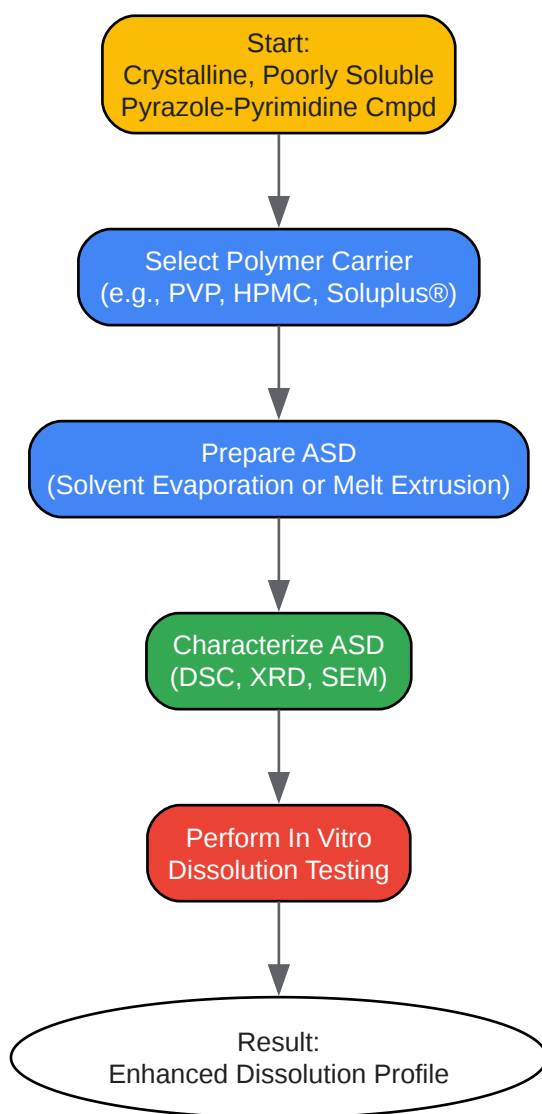 Start:
Crystalline, Poorly Soluble
Pyrazole-Pyrimidine Cmpd
Select Polymer Carrier
(e.g., PVP, HPMC, Soluplus®)
Prepare ASD
(Solvent Evaporation or Melt Extrusion)
Characterize ASD
(DSC, XRD, SEM)
Perform In Vitro
Dissolution Testing
Result:
Enhanced Dissolution Profile